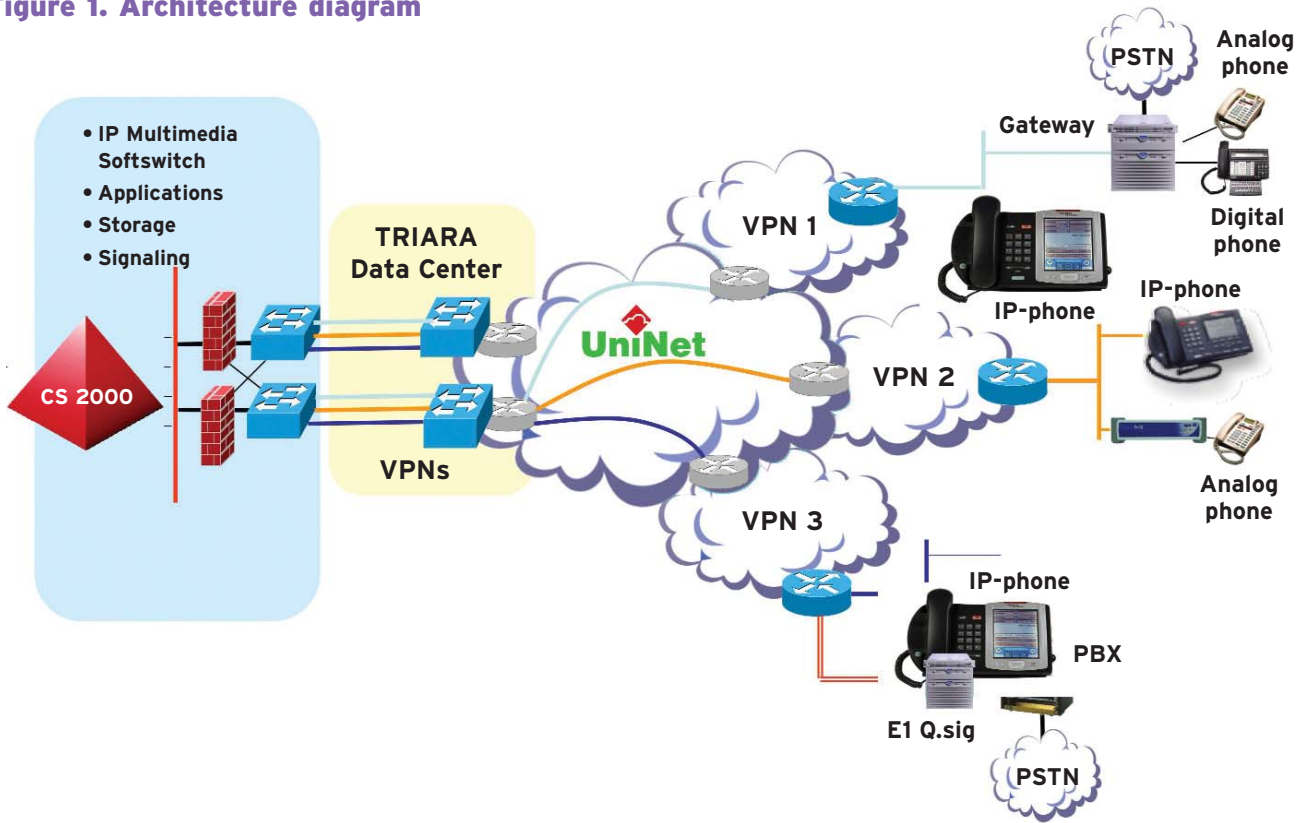 Figure 1. Architecture diagram
• IP Multimedia
Softswitch
• Applications
• Storage
• Signaling
CS 2000
TRIARA
Data Center
VPNs
UniNet
VPN 1
VPN 2
VPN 3
Gateway
PSTN
Analog
phone
Digital
phone
IP-phone
IP-phone
Analog
phone
IP-phone
PBX
E1 Q.sig
PSTN